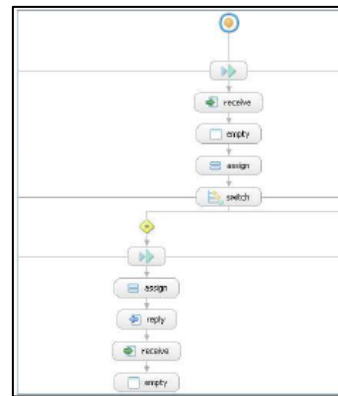 receive
empty
assign
switch
assign
reply
receive
empty